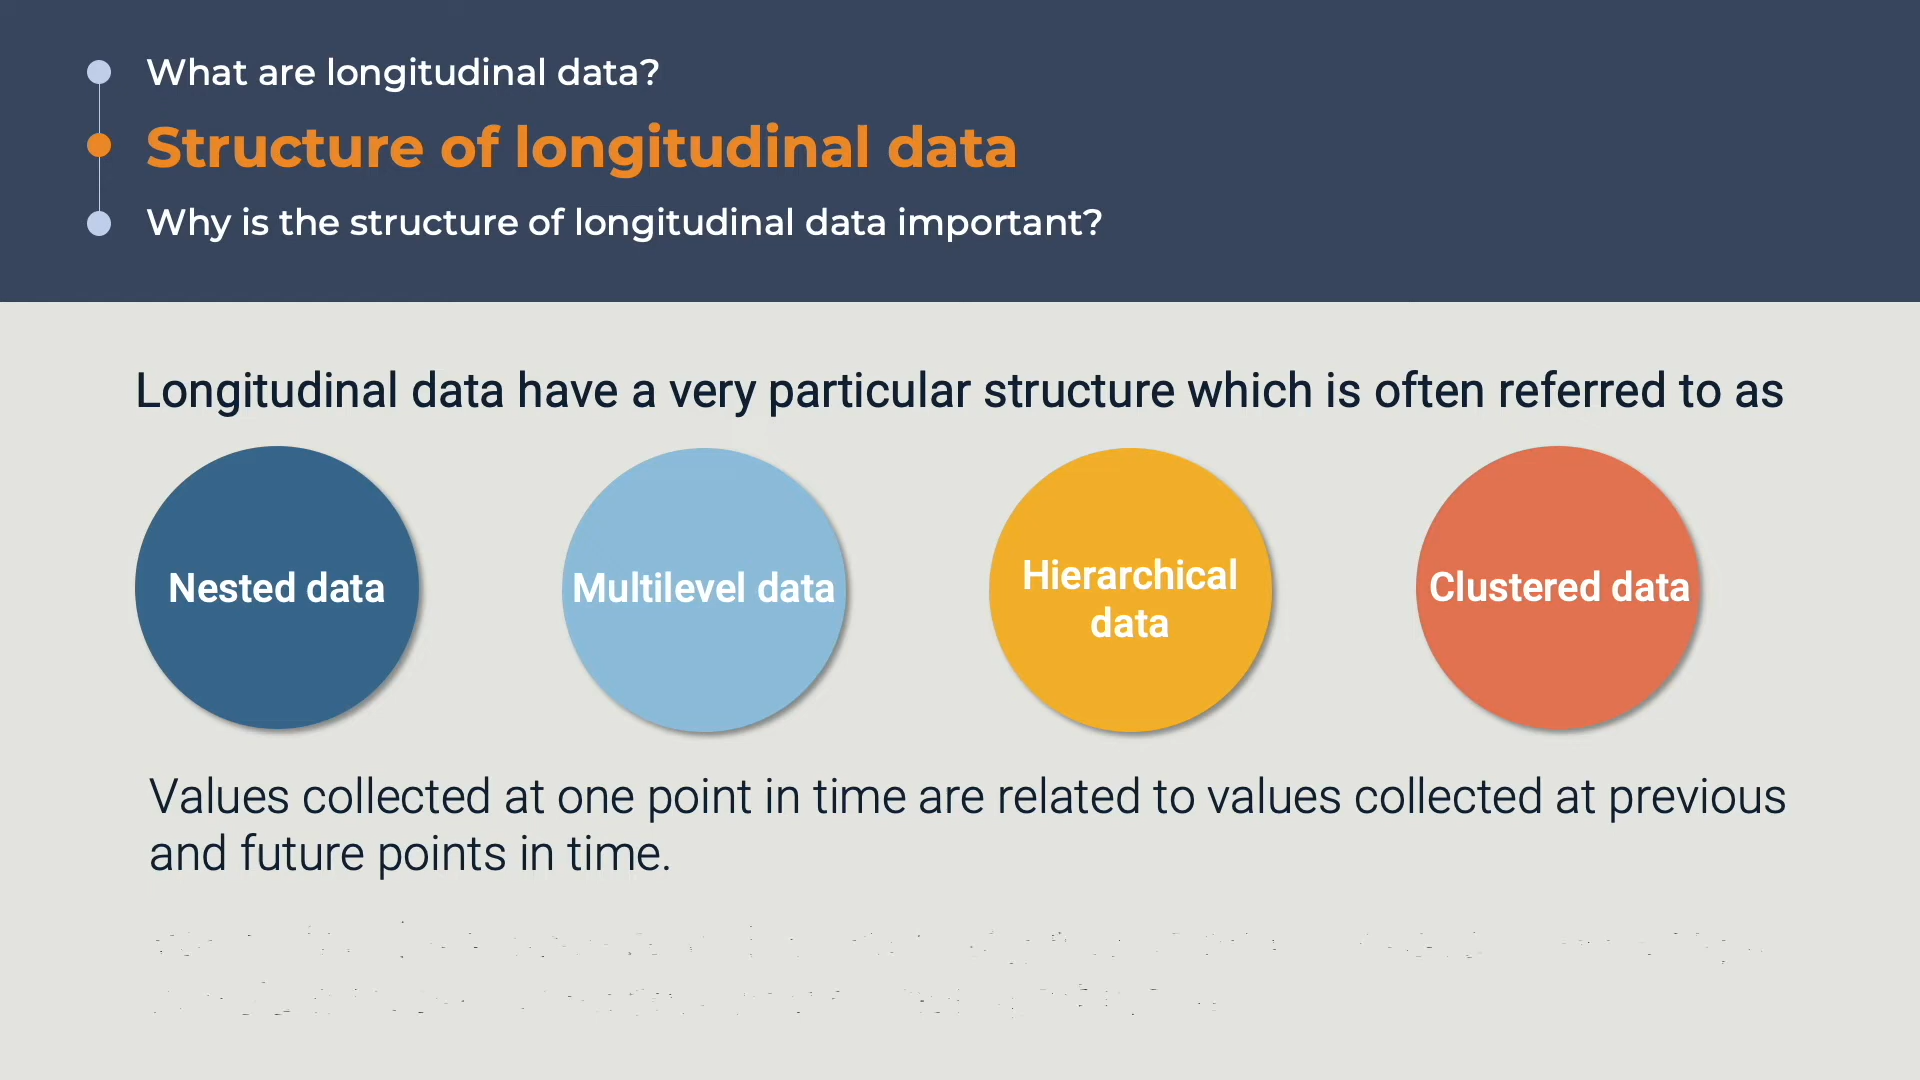 What are longitudinal data?
Structure of longitudinal data
Why is the structure of longitudinal data important?
Longitudinal data have a very particular structure which is often referred to as
Nested data
Multilevel data
Hierarchical
data
Clustered data
Values collected at one point in time are related to values collected at previous
and future points in time.